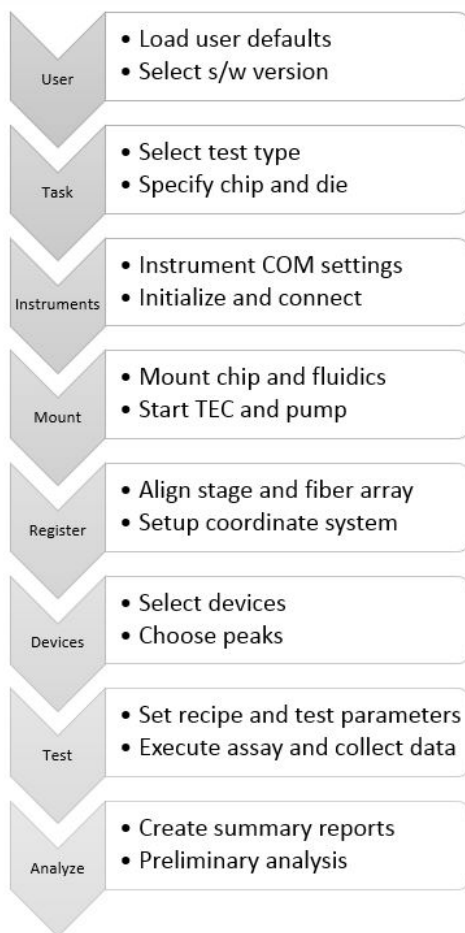 User
• Load user defaults
• Select s/w version
Task
• Select test type
• Specify chip and die
Instruments
• Instrument COM settings
• Initialize and connect
Mount
• Mount chip and fluidics
• Start TEC and pump
Register
• Align stage and fiber array
• Setup coordinate system
Devices
• Select devices
• Choose peaks
Test
• Set recipe and test parameters
• Execute assay and collect data
Analyze
• Create summary reports
• Preliminary analysis